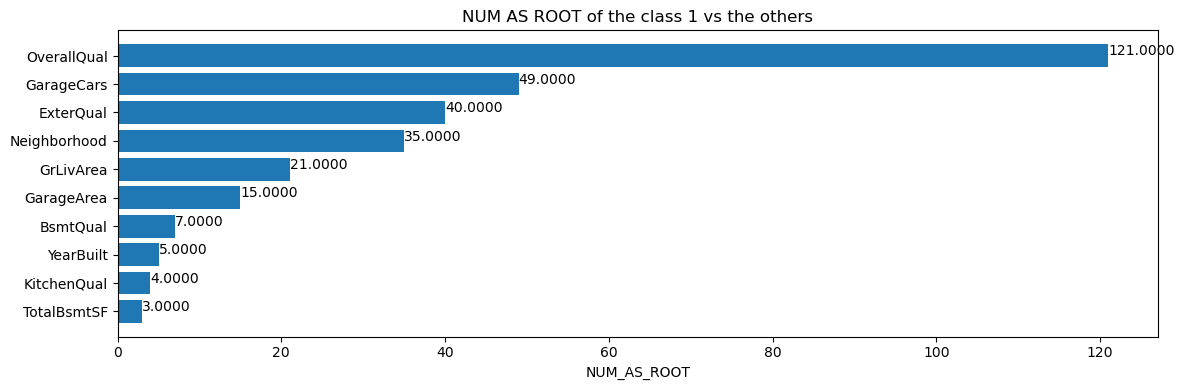 NUM AS ROOT of the class 1 vs the others
OverallQual 121.0000
GarageCars 49.0000
ExterQual 40.0000
Neighborhood 35.0000
GrLivArea 21.0000
GarageArea 15.0000
BsmtQual 7.0000
YearBuilt 5.0000
KitchenQual 4.0000
TotalBsmtSF 3.0000
0 20 40 60 80 100 120
NUM_AS_ROOT